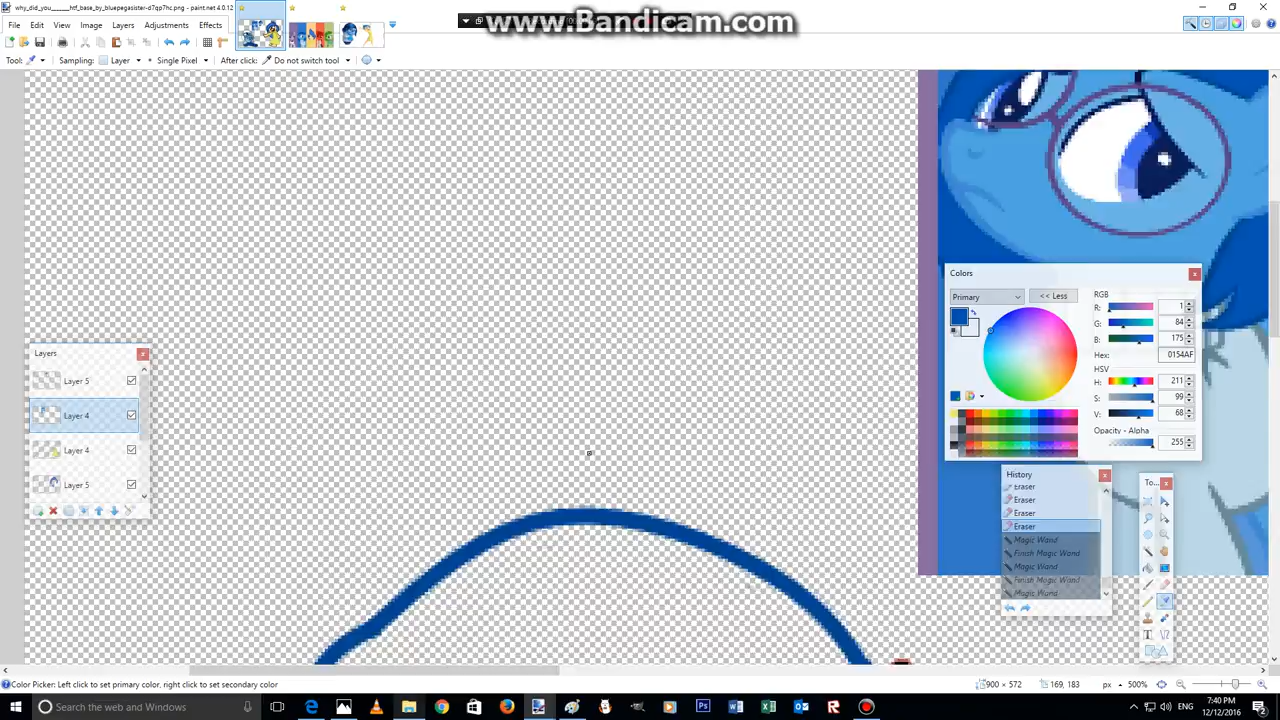 why_did_you______htf_base_by_bluepegasister-d7qp7hc.png - paint.net 4.0.12
www.Bandicam.com
File Edit View Image Layers Adjustments Effects
Tool: Sampling: Layer Single Pixel After click: Do not switch tool
Colors
Primary << Less
RGB
R: 1
G: 84
B: 175
Hex: 0154AF
HSV
H: 211
S: 99
V: 68
Opacity - Alpha
255
Layers
Layer 5
Layer 4
Layer 4
Layer 5
History
Eraser
Eraser
Eraser
Eraser
Magic Wand
Finish Magic Wand
Magic Wand
Finish Magic Wand
Magic Wand
To...
Color Picker: Left click to set primary color, right click to set secondary color
900 × 572
169, 183
px
500%
Search the web and Windows
ENG
7:40 PM
12/12/2016